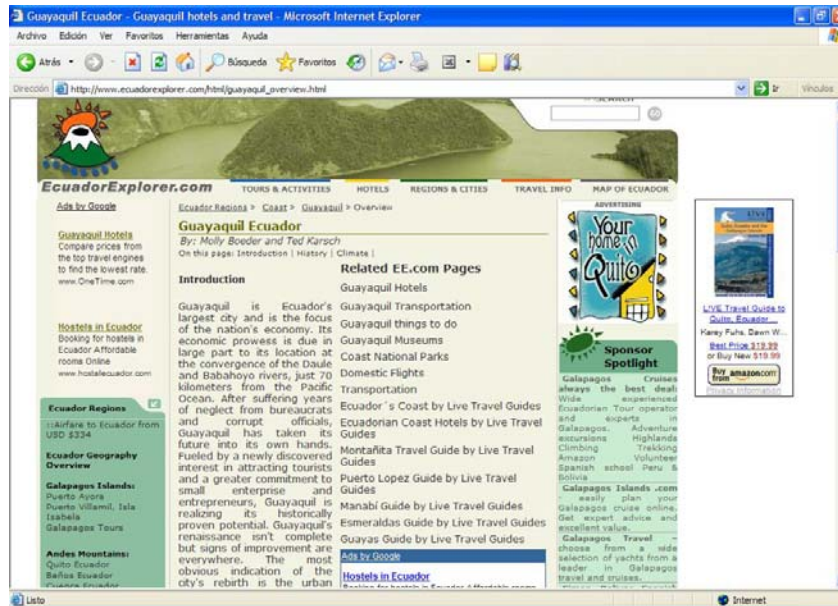 Guayaquil Ecuador - Guayaquil hotels and travel - Microsoft Internet Explorer
Archivo Edición Ver Favoritos Herramientas Ayuda
Atrás Búsqueda Favoritos
Dirección http://www.ecuadorexplorer.com/html/guayaquil_overview.html Ir Vínculos
SEARCH
GO
EcuadorExplorer.com
TOURS & ACTIVITIES HOTELS REGIONS & CITIES TRAVEL INFO MAP OF ECUADOR
Ads by Google
Guayaquil Hotels
Compare prices from
the top travel engines
to find the lowest rate.
www.OneTime.com
Hostels in Ecuador
Booking for hostels in
Ecuador Affordable
rooms Online
www.hostalecuador.com
Ecuador Regions
::Airfare to Ecuador from
USD $334
Ecuador Geography
Overview
Galapagos Islands:
Puerto Ayora
Puerto Villamil, Isla
Isabela
Galapagos Tours
Andes Mountains:
Quito Ecuador
Baños Ecuador
Cuenca Ecuador
Ecuador Regions > Coast > Guayaquil > Overview
Guayaquil Ecuador
By: Molly Boeder and Ted Karsch
On this page: Introduction | History | Climate |
Introduction
Guayaquil is Ecuador's
largest city and is the focus
of the nation's economy. Its
economic prowess is due in
large part to its location at
the convergence of the Daule
and Babahoyo rivers, just 70
kilometers from the Pacific
Ocean. After suffering years
of neglect from bureaucrats
and corrupt officials,
Guayaquil has taken its
future into its own hands.
Fueled by a newly discovered
interest in attracting tourists
and a greater commitment to
small enterprise and
entrepreneurs, Guayaquil is
realizing its historically
proven potential. Guayaquil's
renaissance isn't complete
but signs of improvement are
everywhere. The most
obvious indication of the
city's rebirth is the urban
Related EE.com Pages
Guayaquil Hotels
Guayaquil Transportation
Guayaquil things to do
Guayaquil Museums
Coast National Parks
Domestic Flights
Transportation
Ecuador´s Coast by Live Travel Guides
Ecuadorian Coast Hotels by Live Travel
Guides
Montañita Travel Guide by Live Travel
Guides
Puerto Lopez Guide by Live Travel
Guides
Manabí Guide by Live Travel Guides
Esmeraldas Guide by Live Travel Guides
Guayas Guide by Live Travel Guides
Ads by Google
Hostels in Ecuador
Booking for hostels in Ecuador Affordable rooms
ADVERTISING
Your
home in
Quito
Sponsor
Spotlight
Galapagos Cruises
always the best deal:
Wide experienced
Ecuadorian Tour operator
and experts in
Galapagos. Adventure
excursions Highlands
Climbing Trekking
Amazon Volunteer
Spanish school Peru &
Bolivia
Galapagos Islands .com
- easily plan your
Galapagos cruise online.
Get expert advice and
excellent value.
Galapagos Travel -
choose from a wide
selection of yachts from a
leader in Galapagos
travel and cruises.
L!VE
L!VE Travel Guide to
Quito, Ecuador ...
Karey Fuhs, Dawn W...
Best Price $19.99
or Buy New $19.99
Buy from amazon.com
Privacy Information
Listo Internet